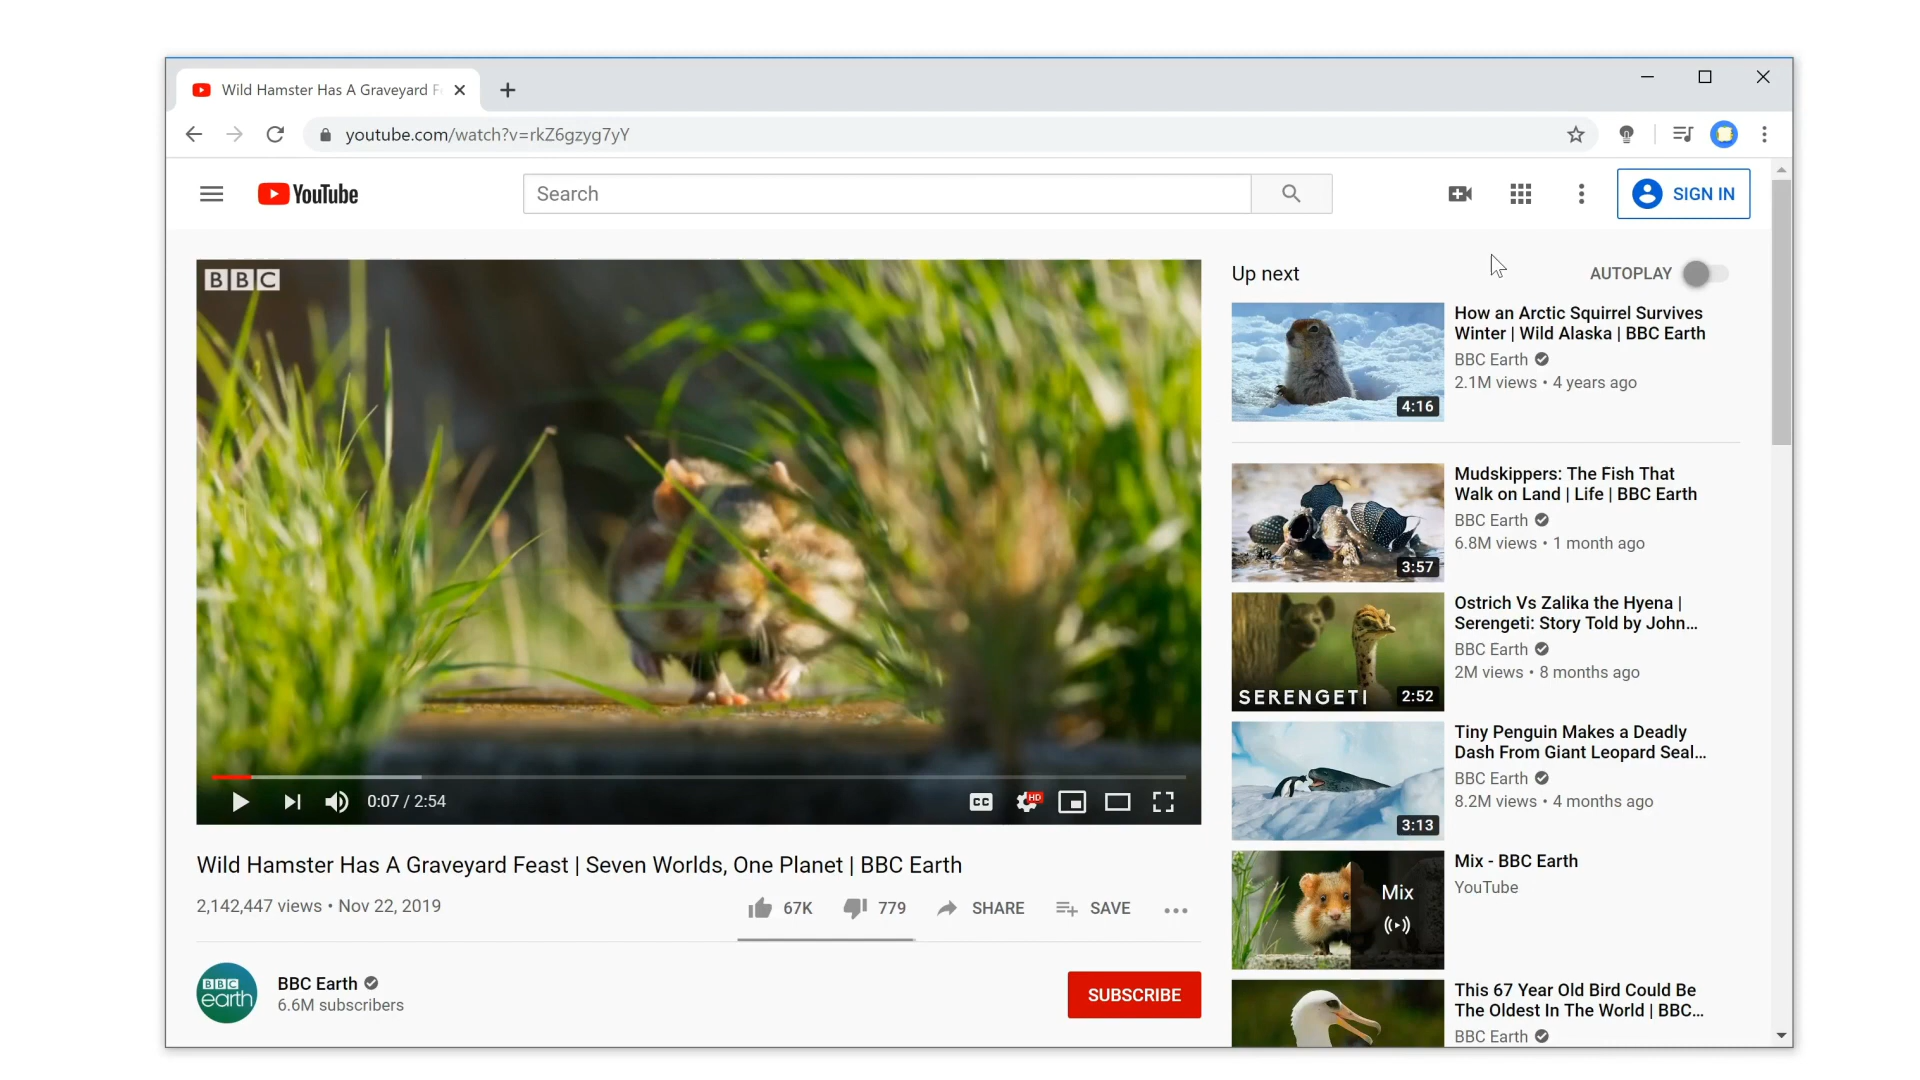 Wild Hamster Has A Graveyard F
youtube.com/watch?v=rkZ6gzyg7yY
YouTube
Search
SIGN IN
BBC
HD
CC
0:07 / 2:54
Wild Hamster Has A Graveyard Feast | Seven Worlds, One Planet | BBC Earth
2,142,447 views • Nov 22, 2019
67K
779
SHARE
SAVE
BBC
earth
BBC Earth
6.6M subscribers
SUBSCRIBE
Up next
AUTOPLAY
4:16
How an Arctic Squirrel Survives
Winter | Wild Alaska | BBC Earth
BBC Earth
2.1M views • 4 years ago
3:57
Mudskippers: The Fish That
Walk on Land | Life | BBC Earth
BBC Earth
6.8M views • 1 month ago
SERENGETI
2:52
Ostrich Vs Zalika the Hyena |
Serengeti: Story Told by John...
BBC Earth
2M views • 8 months ago
3:13
Tiny Penguin Makes a Deadly
Dash From Giant Leopard Seal...
BBC Earth
8.2M views • 4 months ago
Mix
Mix - BBC Earth
YouTube
This 67 Year Old Bird Could Be
The Oldest In The World | BBC...
BBC Earth